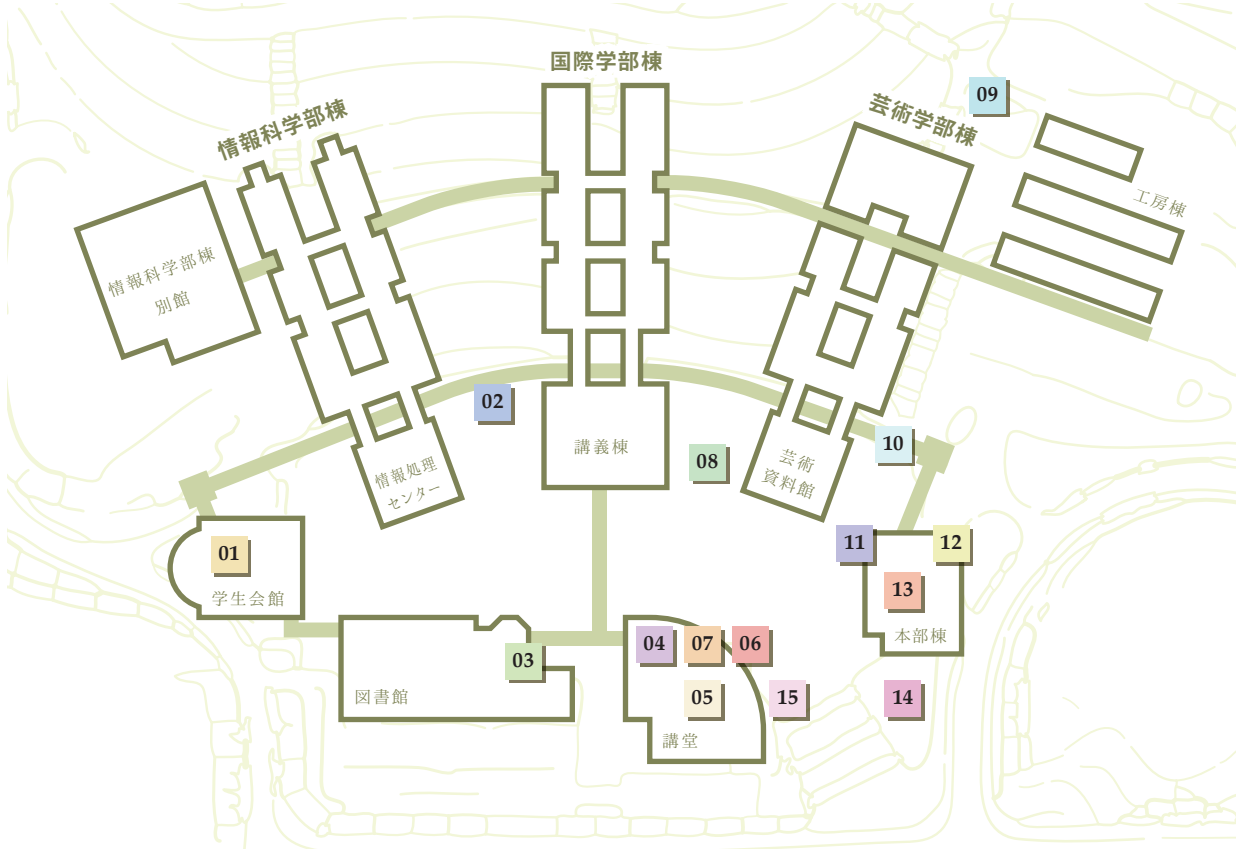 国際学部棟
情報科学部棟
芸術学部棟
09
工房棟
情報科学部棟
別館
02
講義棟
10
08
芸術
資料館
情報処理
センター
01
学生会館
11
12
13
本部棟
03
04
07
06
図書館
05
15
14
講堂